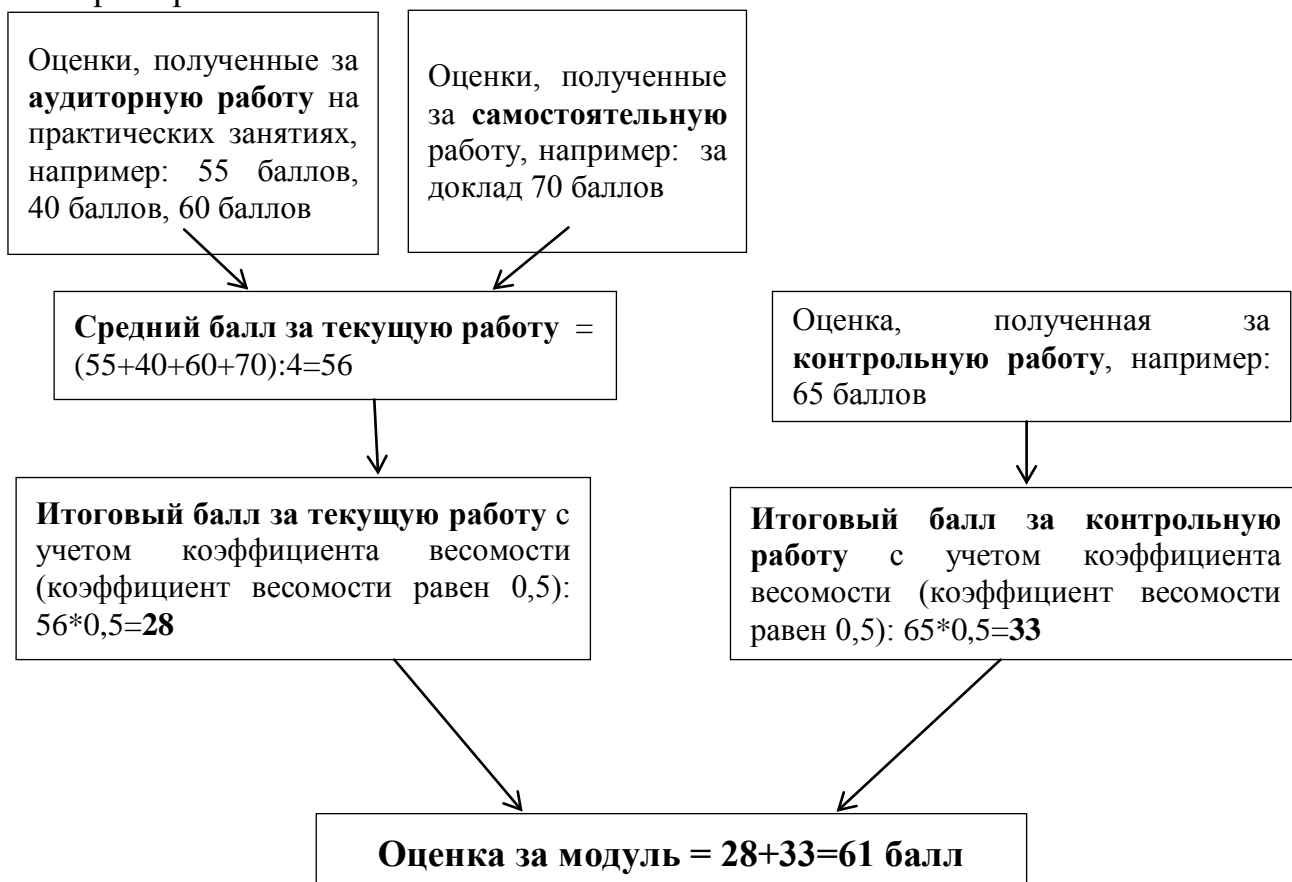 Оценки, полученные за
аудиторную работу на
практических занятиях,
например: 55 баллов,
40 баллов, 60 баллов
Оценки, полученные
за самостоятельную
работу, например: за
доклад 70 баллов
Средний балл за текущую работу =
(55+40+60+70):4=56
Оценка, полученная за
контрольную работу, например:
65 баллов
Итоговый балл за текущую работу с
учетом коэффициента весомости
(коэффициент весомости равен 0,5):
56*0,5=28
Итоговый балл за контрольную
работу с учетом коэффициента
весомости (коэффициент весомости
равен 0,5): 65*0,5=33
Оценка за модуль = 28+33=61 балл